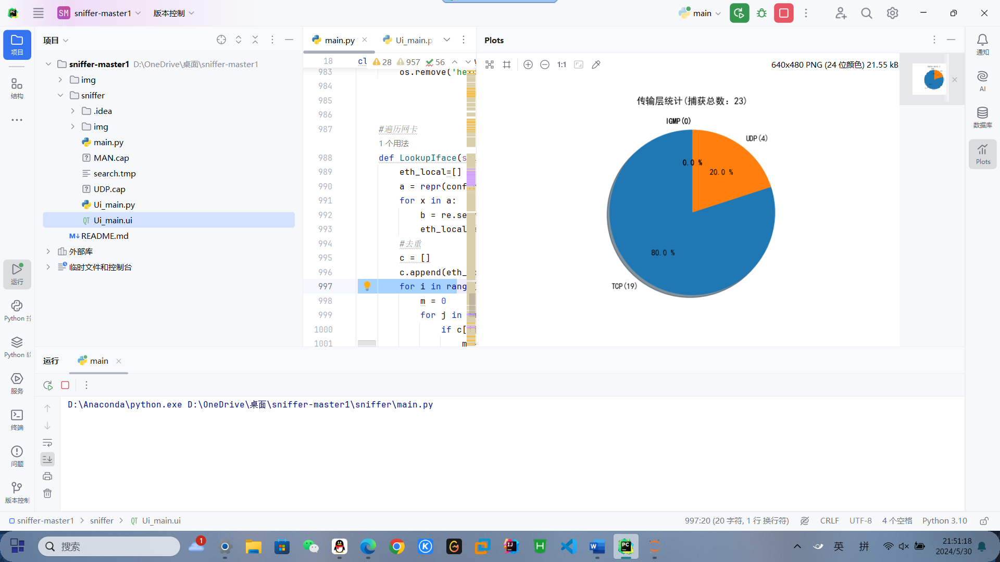 SM sniffer-master1 版本控制 main
项目
main.py Ui_main.p Plots
通知
项目
结构
sniffer-master1 D:\OneDrive\桌面\sniffer-master1
img
sniffer
.idea
img
main.py
MAN.cap
search.tmp
UDP.cap
Ui_main.py
Ui_main.ui
README.md
外部库
临时文件和控制台
18 cl 28 957 56
983 os.remove('he
984
985
986
987 #遍历网卡
1 个用法
988 def LookupIface(s
989 eth_local=[]
990 a = repr(conf
991 for x in a:
992 b = re.se
993 eth_local
994 #去重
995 c = []
996 c.append(eth_
997 for i in rang
998 m = 0
999 for j in
1000 if c[
1001 m
1:1 640x480 PNG (24 位颜色) 21.55 kB
传输层统计(捕获总数：23)
IGMP(0)
UDP(4)
0.0 %
20.0 %
80.0 %
TCP(19)
AI
数据库
Plots
运行
Python
Python
服务
终端
问题
版本控制
运行 main
D:\Anaconda\python.exe D:\OneDrive\桌面\sniffer-master1\sniffer\main.py
sniffer-master1 > sniffer > QT Ui_main.ui 997:20 (20 字符, 1 行 换行符) CRLF UTF-8 4 个空格 Python 3.10
搜索 1 英 拼 21:51:18
2024/5/30